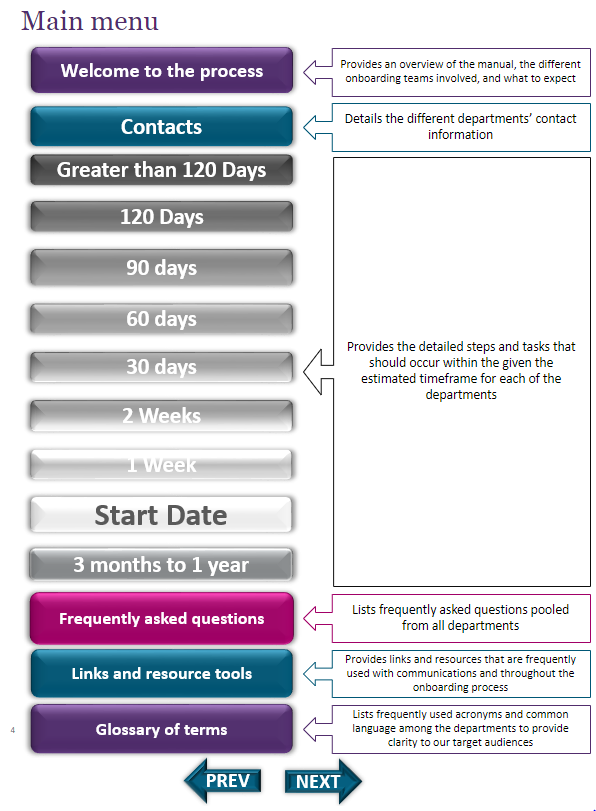 Main menu
Welcome to the process
Provides an overview of the manual, the different
onboarding teams involved, and what to expect
Contacts
Details the different departments’ contact
information
Greater than 120 Days
120 Days
90 days
60 days
30 days
2 Weeks
1 Week
Start Date
3 months to 1 year
Provides the detailed steps and tasks that
should occur within the given the
estimated timeframe for each of the
departments
Frequently asked questions
Lists frequently asked questions pooled
from all departments
Links and resource tools
Provides links and resources that are frequently
used with communications and throughout the
onboarding process
Glossary of terms
Lists frequently used acronyms and common
language among the departments to provide
clarity to our target audiences
4
PREV
NEXT